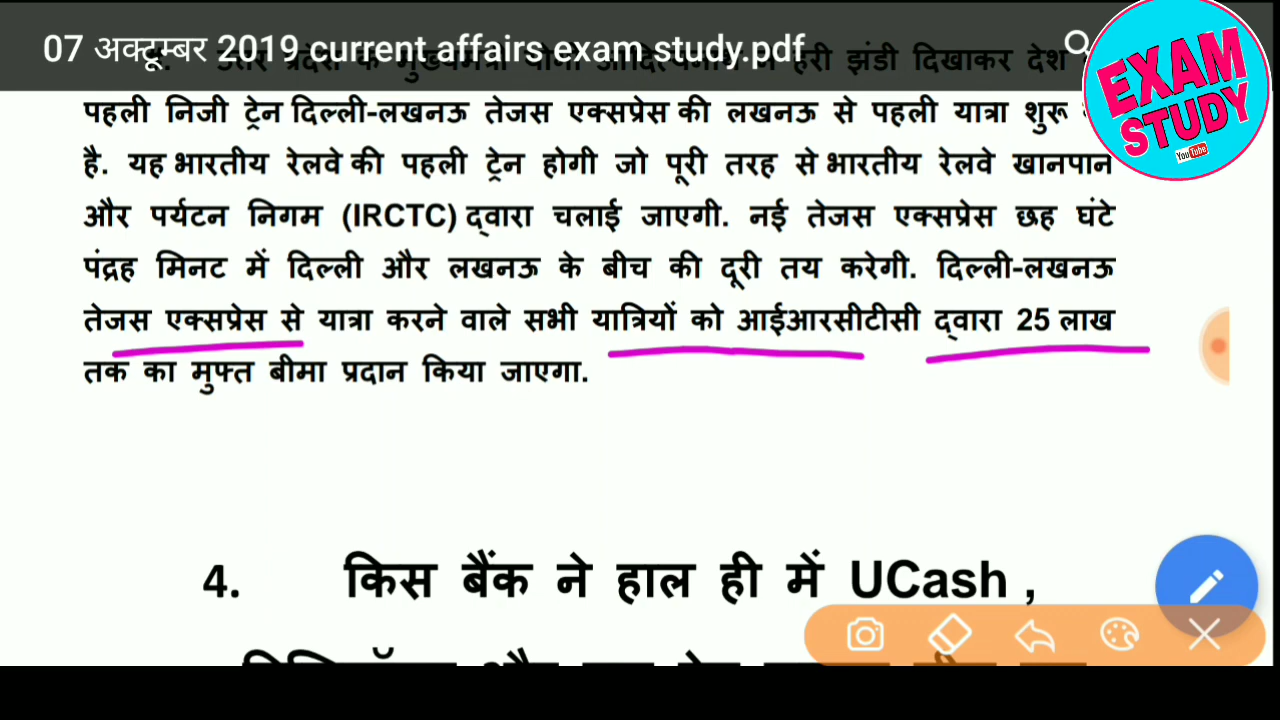 07 अक्टूम्बर 2019 current affairs exam study.pdf
हरी झंडी दिखाकर देश
पहली निजी ट्रेन दिल्ली-लखनऊ तेजस एक्सप्रेस की लखनऊ से पहली यात्रा शुरू
है. यह भारतीय रेलवे की पहली ट्रेन होगी जो पूरी तरह से भारतीय रेलवे खानपान
और पर्यटन निगम (IRCTC) द्वारा चलाई जाएगी. नई तेजस एक्सप्रेस छह घंटे
पंद्रह मिनट में दिल्ली और लखनऊ के बीच की दूरी तय करेगी. दिल्ली-लखनऊ
तेजस एक्सप्रेस से यात्रा करने वाले सभी यात्रियों को आईआरसीटीसी द्वारा 25 लाख
तक का मुफ्त बीमा प्रदान किया जाएगा.
4. किस बैंक ने हाल ही में UCash ,
EXAM
STUDY
YouTube